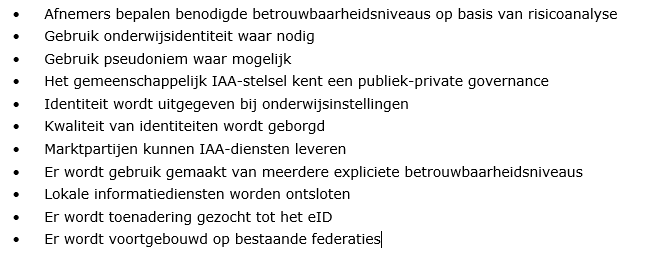 • Afnemers bepalen benodigde betrouwbaarheidsniveaus op basis van risicoanalyse
• Gebruik onderwijsidentiteit waar nodig
• Gebruik pseudoniem waar mogelijk
• Het gemeenschappelijk IAA-stelsel kent een publiek-private governance
• Identiteit wordt uitgegeven bij onderwijsinstellingen
• Kwaliteit van identiteiten wordt geborgd
• Marktpartijen kunnen IAA-diensten leveren
• Er wordt gebruik gemaakt van meerdere expliciete betrouwbaarheidsniveaus
• Lokale informatiediensten worden ontsloten
• Er wordt toenadering gezocht tot het eID
• Er wordt voortgebouwd op bestaande federaties